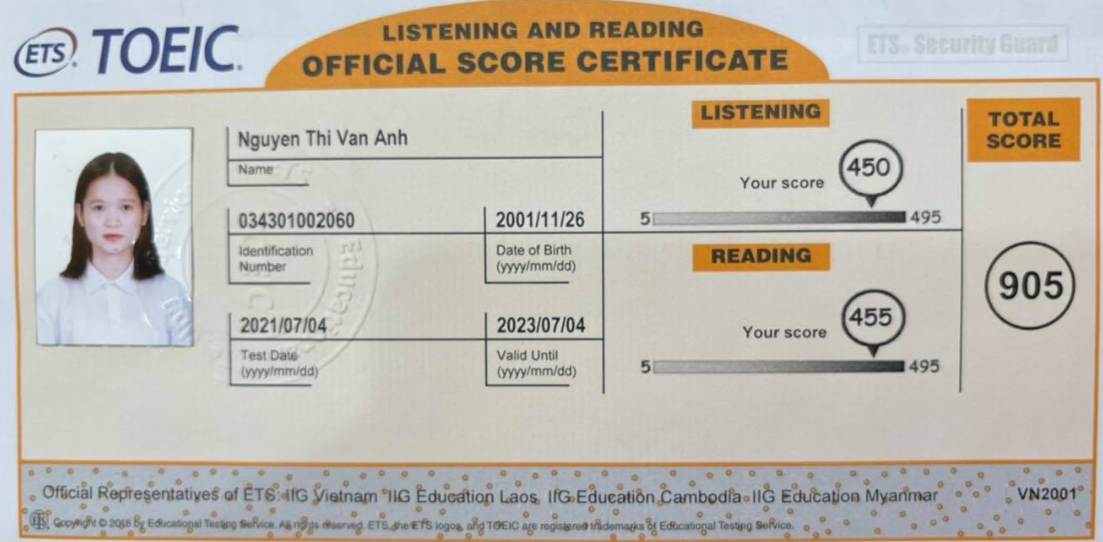 ETS. TOEIC.
LISTENING AND READING
OFFICIAL SCORE CERTIFICATE
ETS® Security Guard
Nguyen Thi Van Anh
Name
034301002060
Identification
Number
2001/11/26
Date of Birth
(yyyy/mm/dd)
2021/07/04
Test Date
(yyyy/mm/dd)
2023/07/04
Valid Until
(yyyy/mm/dd)
LISTENING
Your score 450
5 495
READING
Your score 455
5 495
TOTAL
SCORE
905
Official Representatives of ETS: IIG Vietnam IIG Education Laos IIG Education Cambodia IIG Education Myanmar
VN2001
Copyright © 2018 by Educational Testing Service. All rights reserved. ETS, the ETS logos, and TOEIC are registered trademarks of Educational Testing Service.